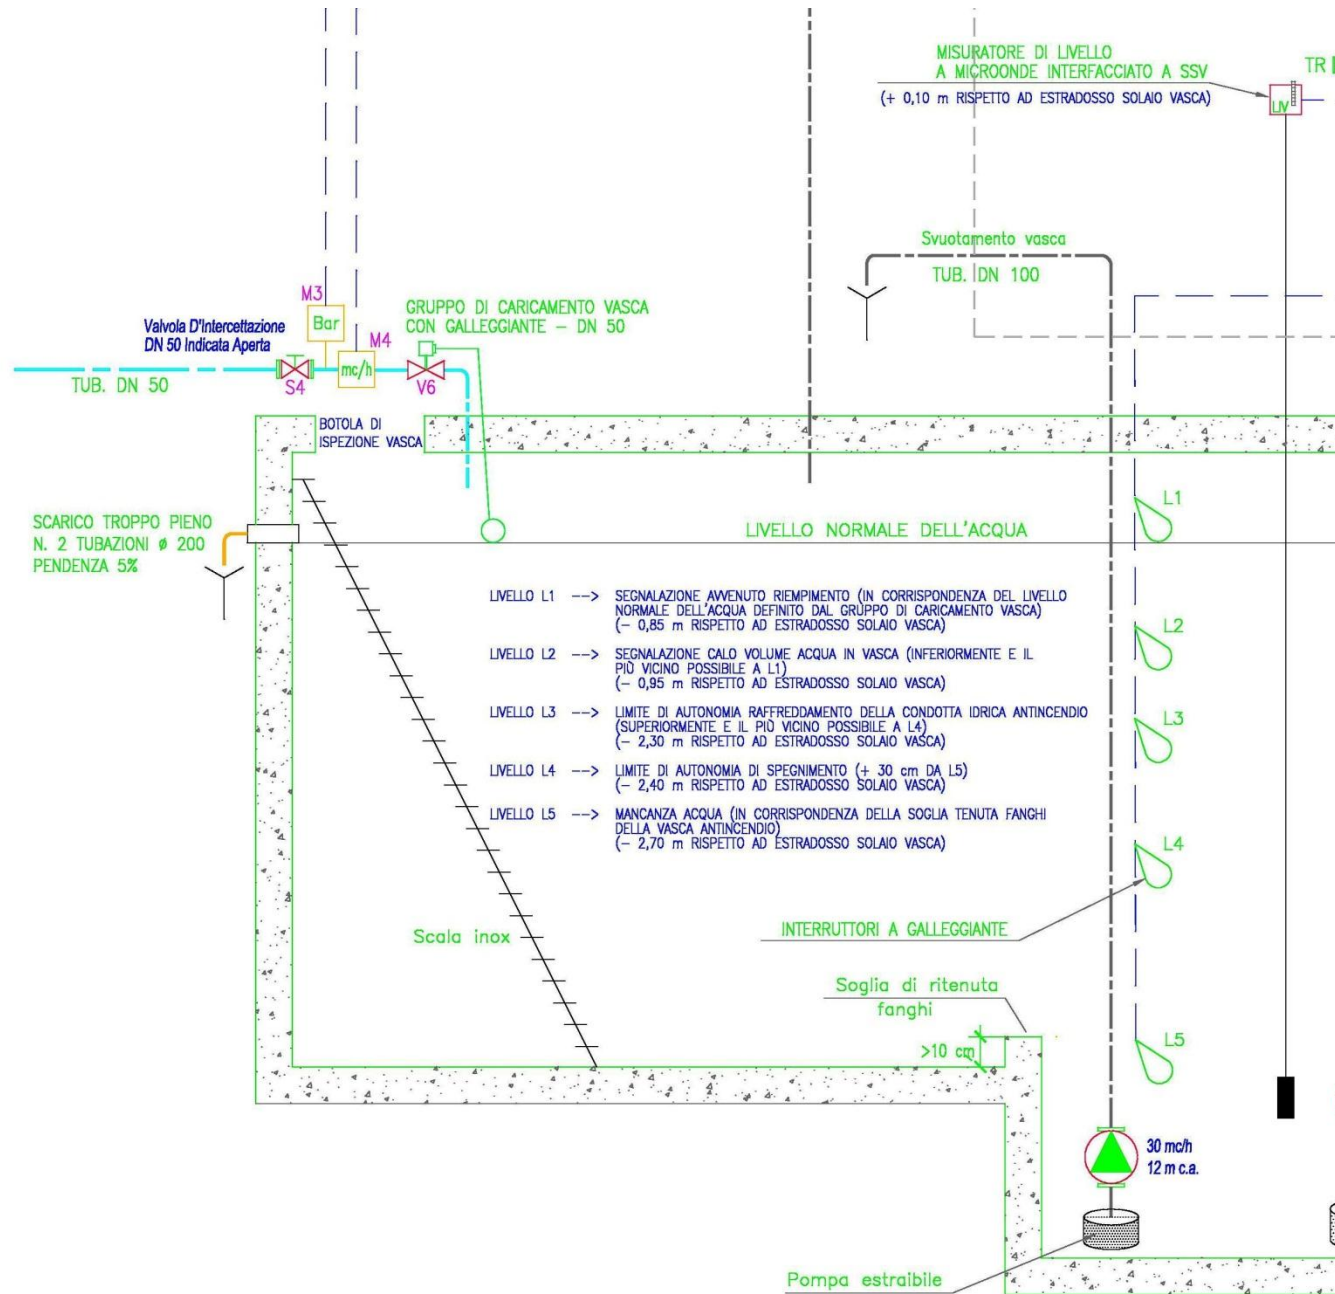 MISURATORE DI LIVELLO
A MICROONDE INTERFACCIATO A SSV
(+ 0,10 m RISPETTO AD ESTRADOSSO SOLAIO VASCA)
TR
LIV
Svuotamento vasca
TUB. DN 100
M3
Bar
Valvola D'Intercettazione
DN 50 Indicata Aperta
M4
mc/h
GRUPPO DI CARICAMENTO VASCA
CON GALLEGGIANTE – DN 50
TUB. DN 50
S4
V6
BOTOLA DI
ISPEZIONE VASCA
SCARICO TROPPO PIENO
N. 2 TUBAZIONI ø 200
PENDENZA 5%
LIVELLO NORMALE DELL'ACQUA
L1
LIVELLO L1 --> SEGNALAZIONE AVVENUTO RIEMPIMENTO (IN CORRISPONDENZA DEL LIVELLO
NORMALE DELL'ACQUA DEFINITO DAL GRUPPO DI CARICAMENTO VASCA)
(– 0,85 m RISPETTO AD ESTRADOSSO SOLAIO VASCA)
L2
LIVELLO L2 --> SEGNALAZIONE CALO VOLUME ACQUA IN VASCA (INFERIORMENTE E IL
PIÙ VICINO POSSIBILE A L1)
(– 0,95 m RISPETTO AD ESTRADOSSO SOLAIO VASCA)
L3
LIVELLO L3 --> LIMITE DI AUTONOMIA RAFFREDDAMENTO DELLA CONDOTTA IDRICA ANTINCENDIO
(SUPERIORMENTE E IL PIÙ VICINO POSSIBILE A L4)
(– 2,30 m RISPETTO AD ESTRADOSSO SOLAIO VASCA)
LIVELLO L4 --> LIMITE DI AUTONOMIA DI SPEGNIMENTO (+ 30 cm DA L5)
(– 2,40 m RISPETTO AD ESTRADOSSO SOLAIO VASCA)
LIVELLO L5 --> MANCANZA ACQUA (IN CORRISPONDENZA DELLA SOGLIA TENUTA FANGHI
DELLA VASCA ANTINCENDIO)
(– 2,70 m RISPETTO AD ESTRADOSSO SOLAIO VASCA)
L4
INTERRUTTORI A GALLEGGIANTE
Scala inox
Soglia di ritenuta
fanghi
>10 cm
L5
30 mc/h
12 m c.a.
Pompa estraibile